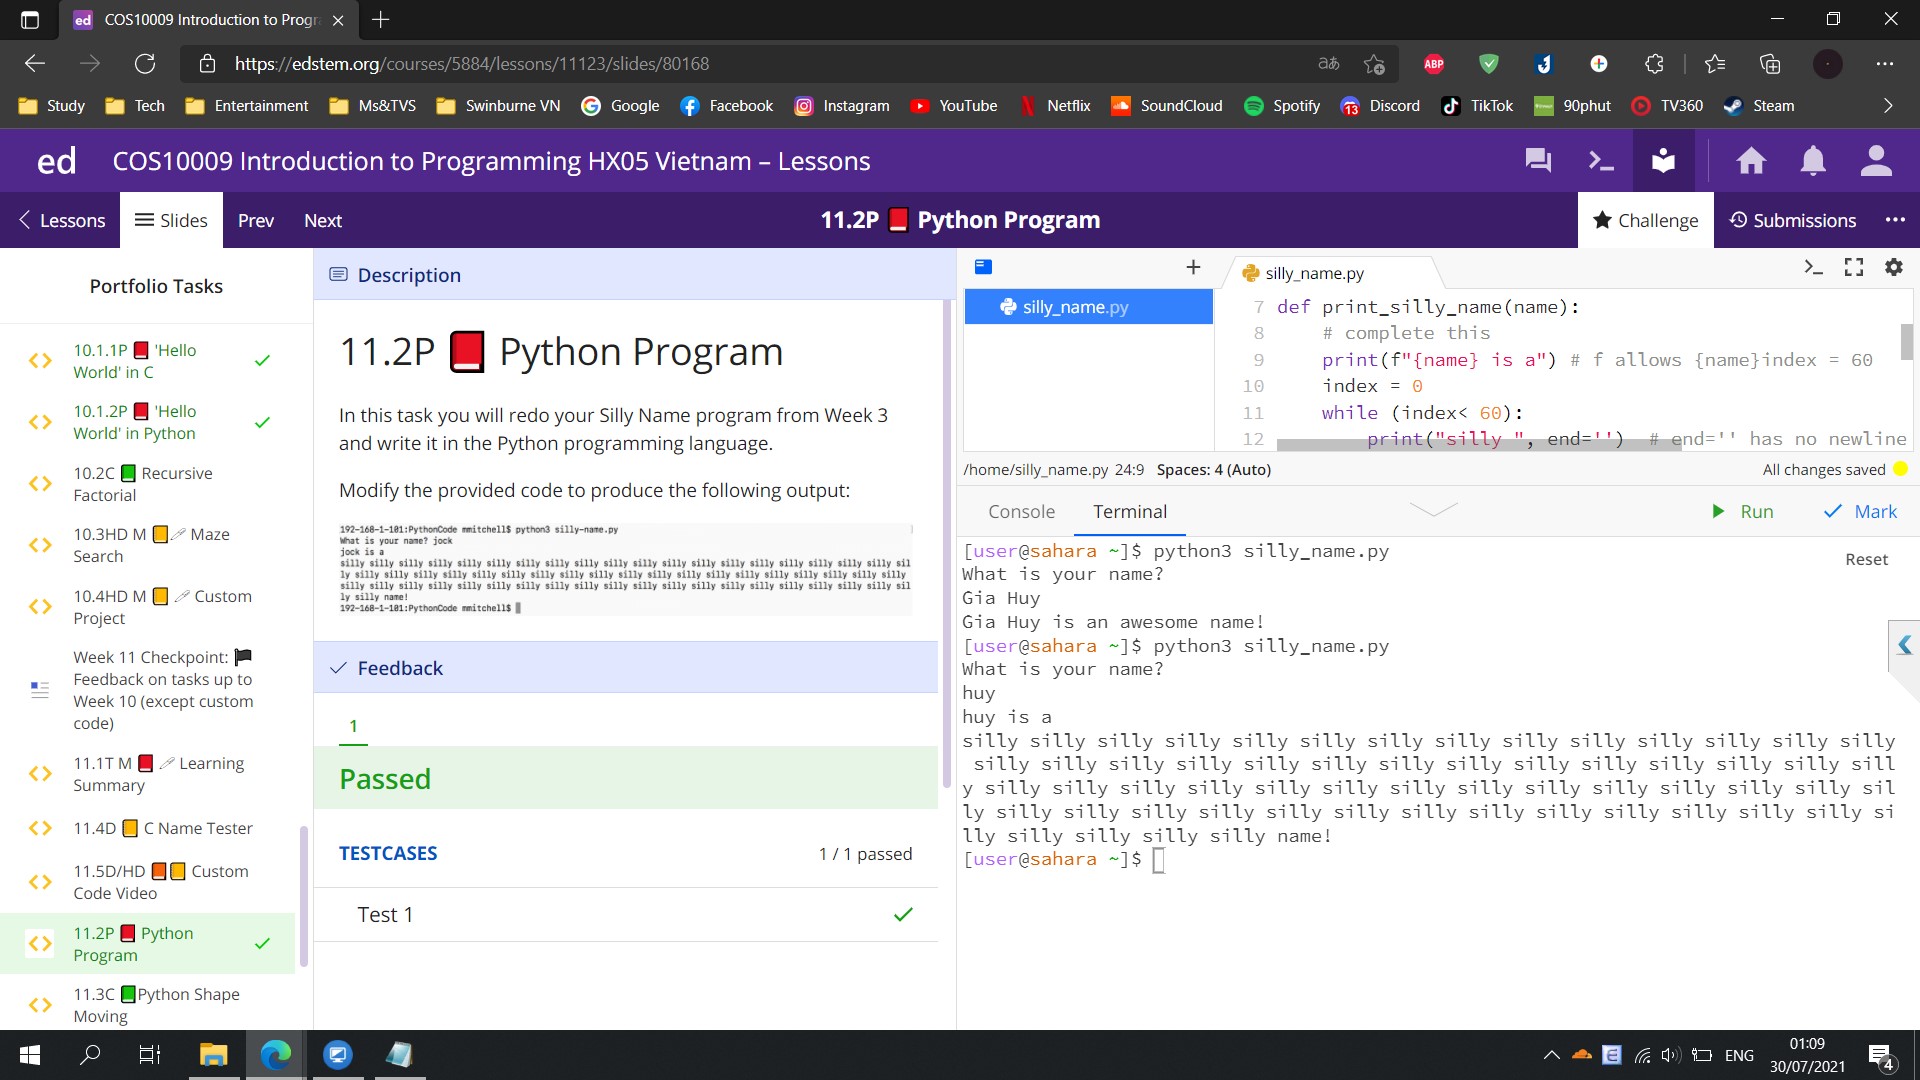 COS10009 Introduction to Progr
https://edstem.org/courses/5884/lessons/11123/slides/80168
Study
Tech
Entertainment
Ms&TVS
Swinburne VN
Google
Facebook
Instagram
YouTube
Netflix
SoundCloud
Spotify
13
Discord
TikTok
90phut
TV360
Steam
ed COS10009 Introduction to Programming HX05 Vietnam – Lessons
Lessons
Slides
Prev
Next
11.2P Python Program
Challenge
Submissions
Portfolio Tasks
10.1.1P 'Hello
World' in C
10.1.2P 'Hello
World' in Python
10.2C Recursive
Factorial
10.3HD M Maze
Search
10.4HD M Custom
Project
Week 11 Checkpoint:
Feedback on tasks up to
Week 10 (except custom
code)
11.1T M Learning
Summary
11.4D C Name Tester
11.5D/HD Custom
Code Video
11.2P Python
Program
11.3C Python Shape
Moving
Description
11.2P Python Program
In this task you will redo your Silly Name program from Week 3
and write it in the Python programming language.
Modify the provided code to produce the following output:
192-168-1-101:PythonCode mmitchell$ python3 silly-name.py
What is your name? jock
jock is a
silly silly silly silly silly silly silly silly silly silly silly silly silly silly silly silly silly silly silly sil
ly silly silly silly silly silly silly silly silly silly silly silly silly silly silly silly silly silly silly silly
silly silly silly silly silly silly silly silly silly silly silly silly silly silly silly silly silly silly silly sil
ly silly name!
192-168-1-101:PythonCode mmitchell$
Feedback
1
Passed
TESTCASES
1 / 1 passed
Test 1
silly_name.py
silly_name.py
7 def print_silly_name(name):
8 # complete this
9 print(f"{name} is a") # f allows {name}index = 60
10 index = 0
11 while (index< 60):
12 print("silly ", end='') # end='' has no newline
/home/silly_name.py 24:9 Spaces: 4 (Auto)
All changes saved
Console
Terminal
Run
Mark
Reset
[user@sahara ~]$ python3 silly_name.py
What is your name?
Gia Huy
Gia Huy is an awesome name!
[user@sahara ~]$ python3 silly_name.py
What is your name?
huy
huy is a
silly silly silly silly silly silly silly silly silly silly silly silly silly silly
 silly silly silly silly silly silly silly silly silly silly silly silly silly sill
y silly silly silly silly silly silly silly silly silly silly silly silly silly sil
ly silly silly silly silly silly silly silly silly silly silly silly silly silly si
lly silly silly silly silly name!
[user@sahara ~]$
ENG
01:09
30/07/2021
4